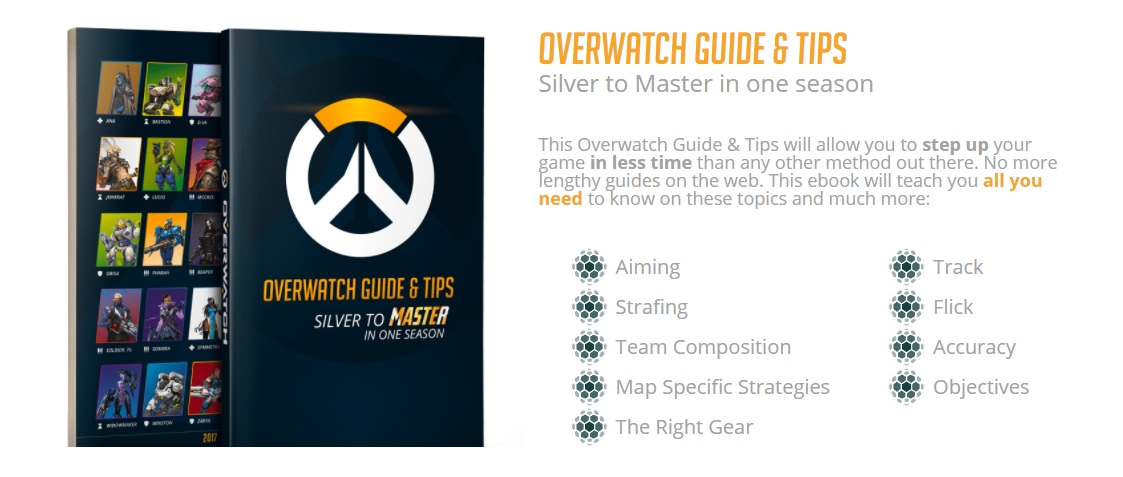 ANA
BASTION
D.VA
JUNKRAT
LUCIO
MCCREE
ORISA
PHARAH
REAPER
SOLDIER: 76
SOMBRA
SYMMETRA
WIDOWMAKER
WINSTON
ZARYA
2017
OVERWATCH
OVERWATCH GUIDE & TIPS
SILVER TO MASTER
IN ONE SEASON
OVERWATCH GUIDE & TIPS
Silver to Master in one season
This Overwatch Guide & Tips will allow you to step up your
game in less time than any other method out there. No more
lengthy guides on the web. This ebook will teach you all you
need to know on these topics and much more:
Aiming
Strafing
Team Composition
Map Specific Strategies
The Right Gear
Track
Flick
Accuracy
Objectives